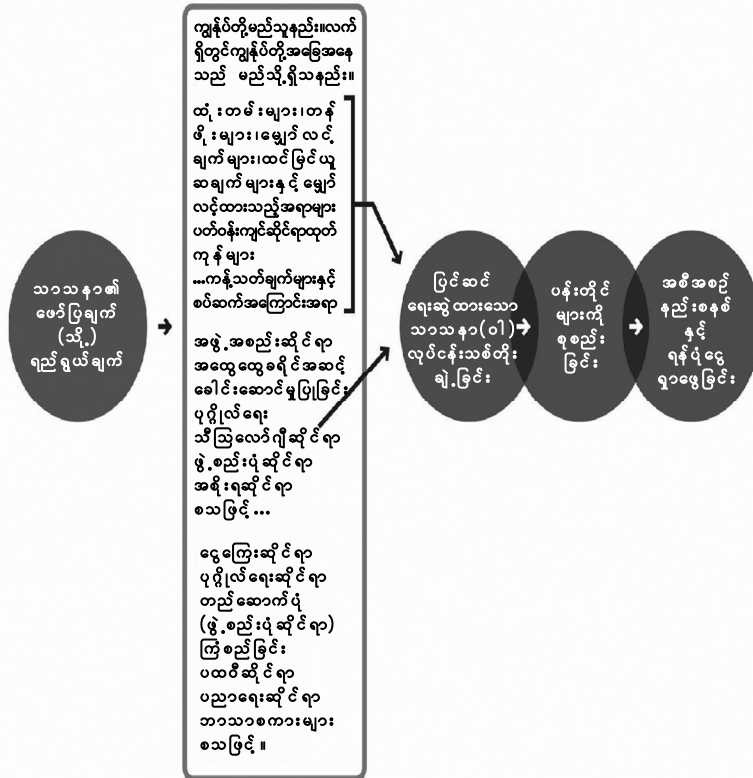 သာသနာ၏
ဖော်ပြချက်
(သို့)
ရည်ရွယ်ချက်
ကျွန်ုပ်တို့မည်သူနည်း။လက်
ရှိတွင်ကျွန်ုပ်တို့အခြေအနေ
သည် မည်သို့ရှိသနည်း။
ထုံးတမ်းများ၊တန်
ဖိုးများ၊မျှော်လင့်
ချက်များ၊ထင်မြင်ယူ
ဆချက်များနှင့် မျှော်
လင့်ထားသည့်အရာများ
ပတ်ဝန်းကျင်ဆိုင်ရာထုတ်
ကုန်များ
...ကန့်သတ်ချက်များနှင့်
စပ်ဆက်အကြောင်းအရာ
အဖွဲ့အစည်းဆိုင်ရာ
အထွေထွေခရိုင်အဆင့်
ခေါင်းဆောင်မှုပြုခြင်း
ပုဂ္ဂိုလ်ရေး
သီဩလော်ဂျီဆိုင်ရာ
ဖွဲ့စည်းပုံဆိုင်ရာ
အစိုးရဆိုင်ရာ
စသဖြင့်...
ငွေကြေးဆိုင်ရာ
ပုဂ္ဂိုလ်ရေးဆိုင်ရာ
တည်ဆောက်ပုံ
(ဖွဲ့စည်းပုံဆိုင်ရာ)
ကြံစည်ခြင်း
ပထဝီဆိုင်ရာ
ပညာရေးဆိုင်ရာ
ဘာသာစကားများ
စသဖြင့်။
ပြင်ဆင်
ရေးဆွဲထားသော
သာသနာ(ဝါ)
လုပ်ငန်းသစ်တိုး
ချဲ့ခြင်း
ပန်းတိုင်
များကို
စုစည်း
ခြင်း
အစီအစဉ်
နည်းစနစ်
နှင့်
ရန်ပုံငွေ
ရှာဖွေခြင်း